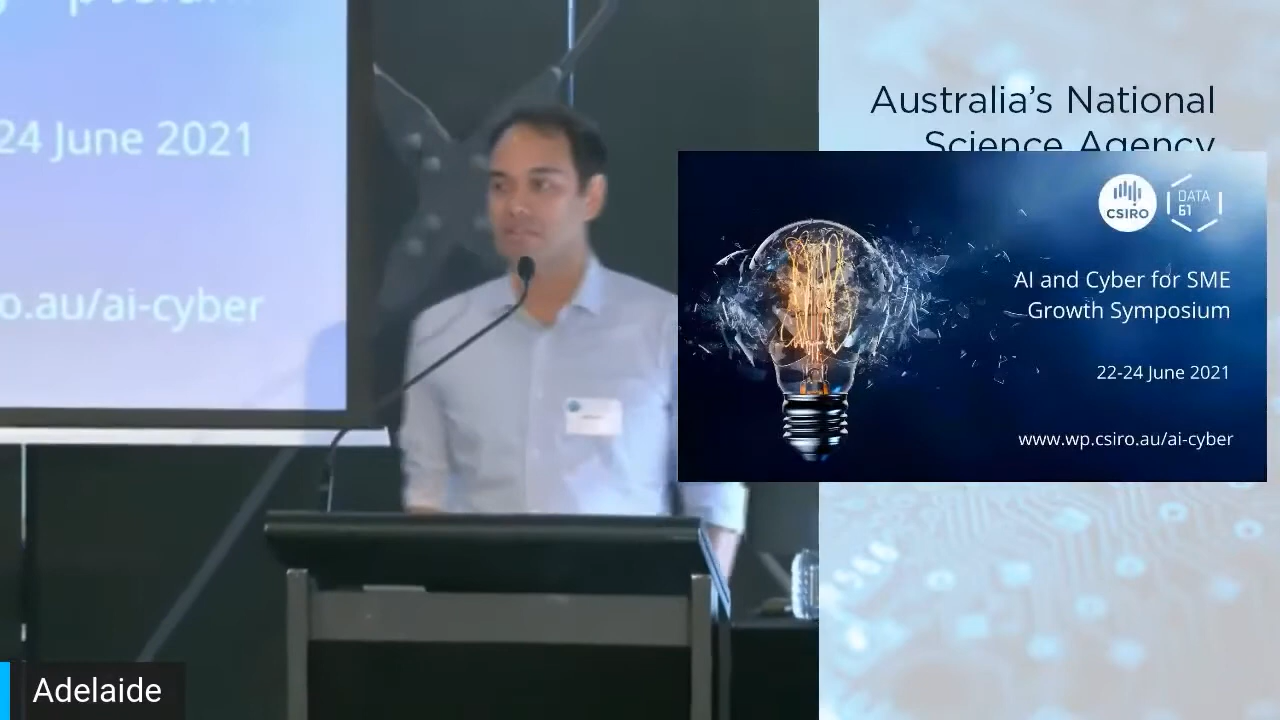 24 June 2021
o.au/ai-cyber
Australia's National
Science Agency
CSIRO
DATA
61
AI and Cyber for SME
Growth Symposium
22-24 June 2021
www.wp.csiro.au/ai-cyber
Adelaide